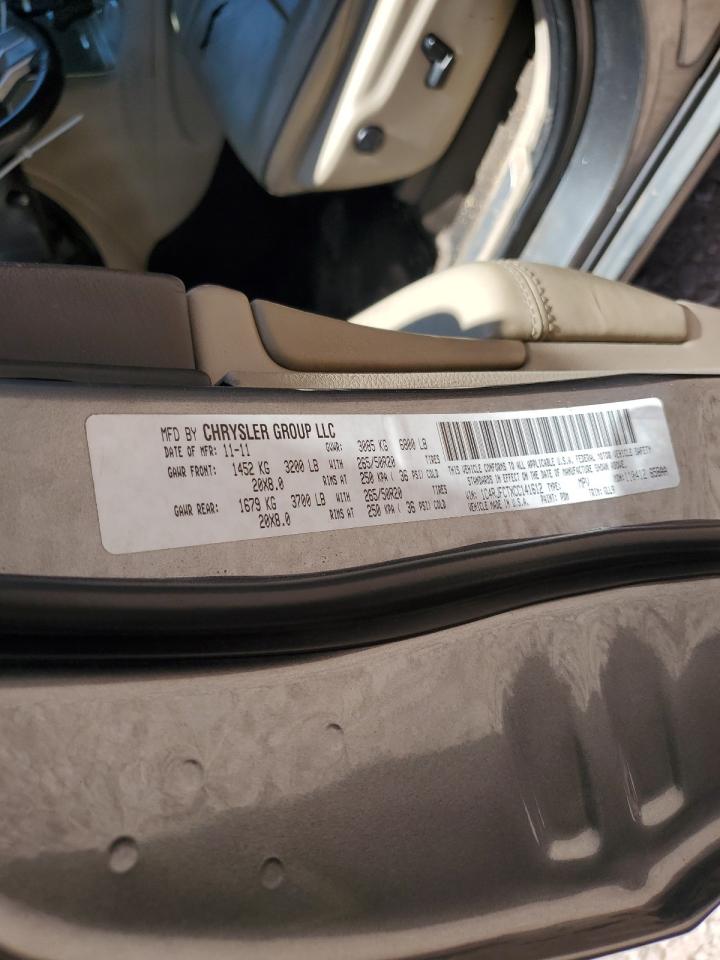 MFD BY CHRYSLER GROUP LLC
DATE OF MFR: 11-11 GVWR: 3085 KG 6800 LB
GAWR FRONT: 1452 KG 3200 LB WITH 265/50R20 TIRES
20X8.0 RIMS AT 250 KPA ( 36 PSI) COLD
GAWR REAR: 1679 KG 3700 LB WITH 265/50R20 TIRES
20X8.0 RIMS AT 250 KPA ( 36 PSI) COLD
THIS VEHICLE CONFORMS TO ALL APPLICABLE U.S.A. FEDERAL MOTOR VEHICLE SAFETY
STANDARDS IN EFFECT ON THE DATE OF MANUFACTURE SHOWN ABOVE.
VIN: TYPE: MPV
MADE IN U.S.A. PAINT: TRIM: